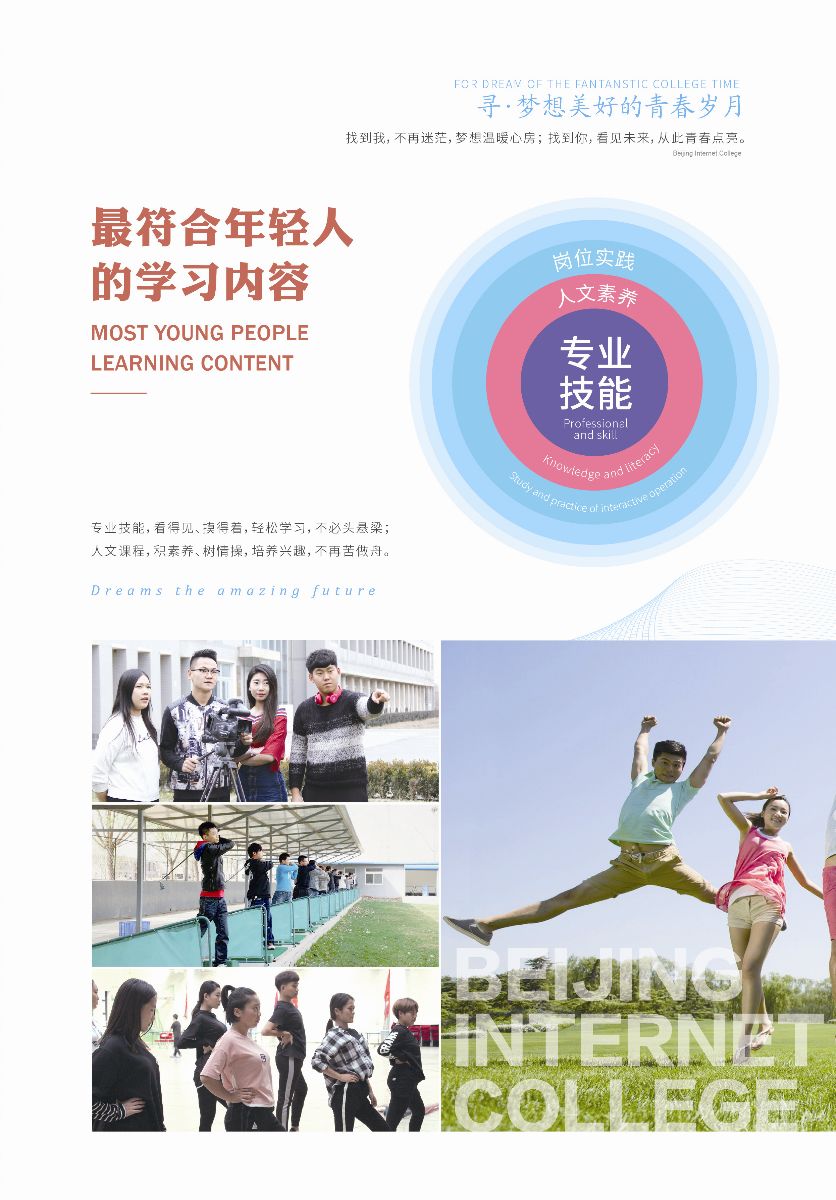 FOR DREAM OF THE FANTANSTIC COLLEGE TIME
寻·梦想美好的青春岁月
找到我，不再迷茫，梦想温暖心房；找到你，看见未来，从此青春点亮。
Beijing Internet College
最符合年轻人
的学习内容
MOST YOUNG PEOPLE
LEARNING CONTENT
岗位实践
人文素养
专业
技能
Professional
and skill
Knowledge and literacy
Study and practice of interactive operation
专业技能，看得见、摸得着，轻松学习，不必头悬梁；
人文课程，积素养、树情操，培养兴趣，不再苦做舟。
Dreams the amazing future
BEIJING
INTERNET
COLLEGE